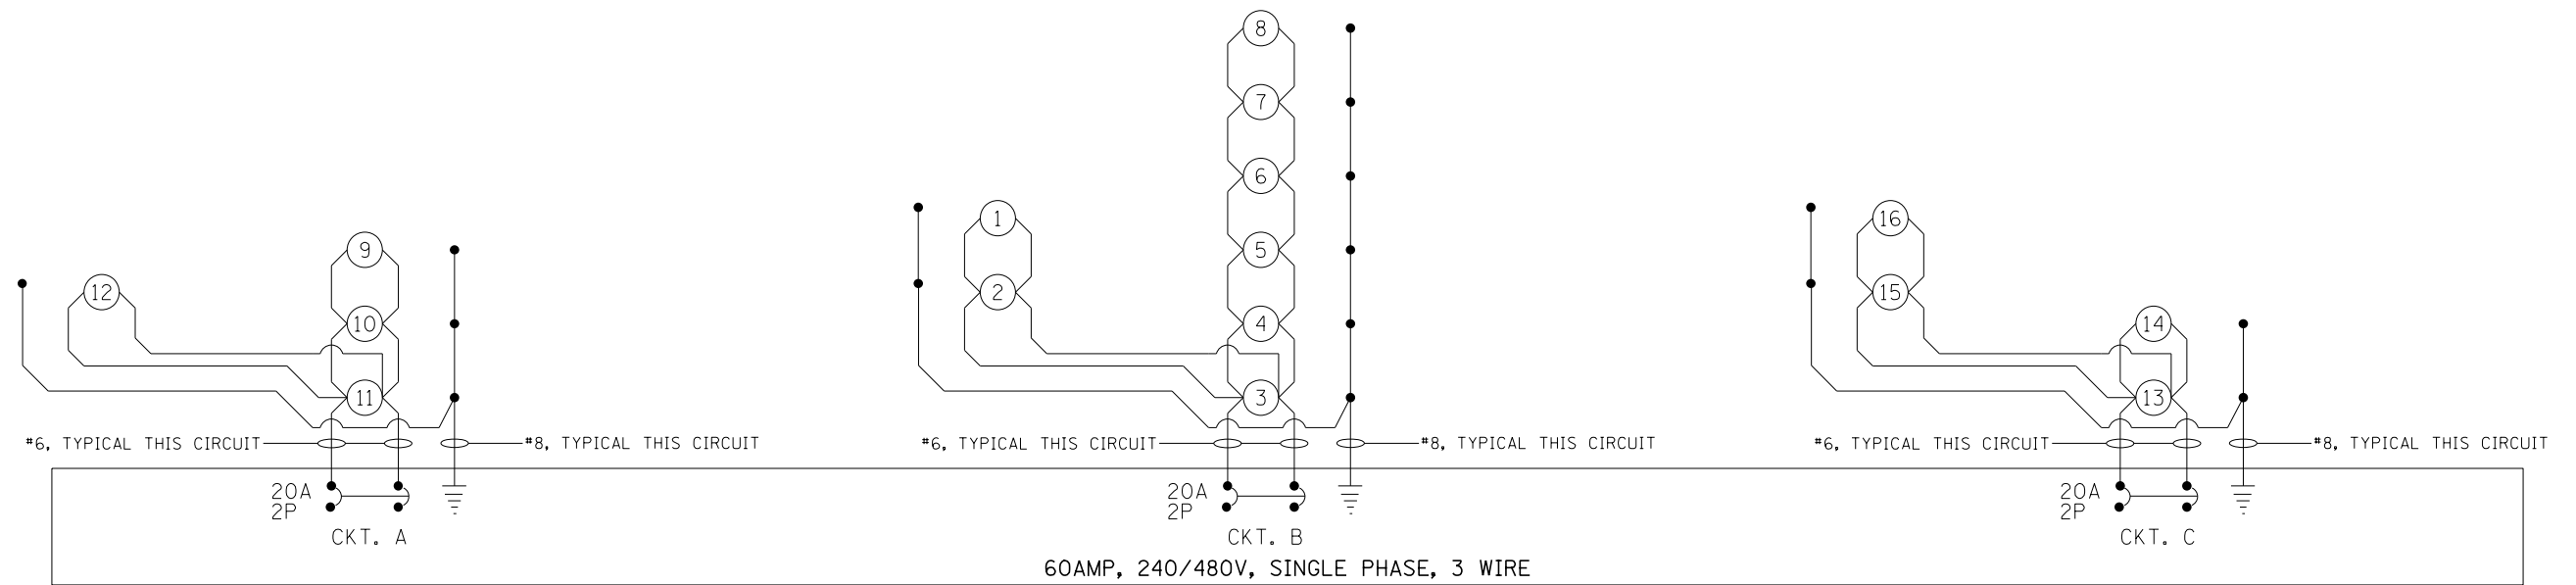 8
7
6
1
16
9
5
12
2
15
10
4
14
11
3
13
#6, TYPICAL THIS CIRCUIT
#8, TYPICAL THIS CIRCUIT
#6, TYPICAL THIS CIRCUIT
#8, TYPICAL THIS CIRCUIT
#6, TYPICAL THIS CIRCUIT
#8, TYPICAL THIS CIRCUIT
20A
2P
20A
2P
20A
2P
CKT. A
CKT. B
CKT. C
60AMP, 240/480V, SINGLE PHASE, 3 WIRE